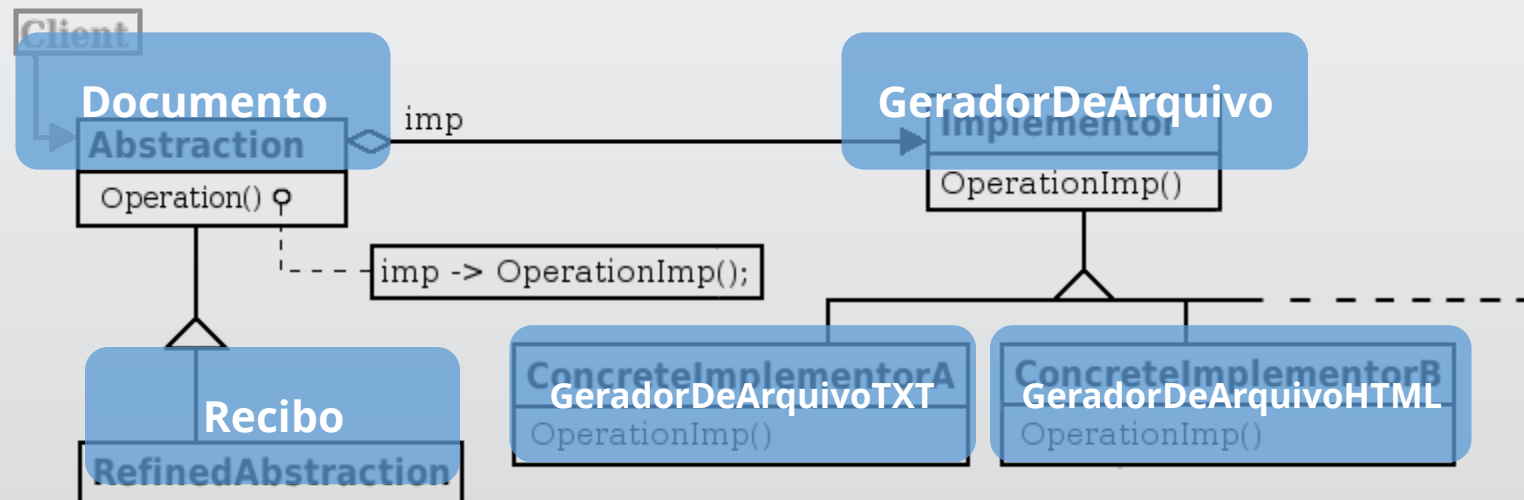 Client
Documento
GeradorDeArquivo
imp
Abstraction
Implementor
Operation()
OperationImp()
imp -> OperationImp();
ConcreteImplementorA
ConcreteImplementorB
GeradorDeArquivoTXT
GeradorDeArquivoHTML
OperationImp()
OperationImp()
Recibo
RefinedAbstraction